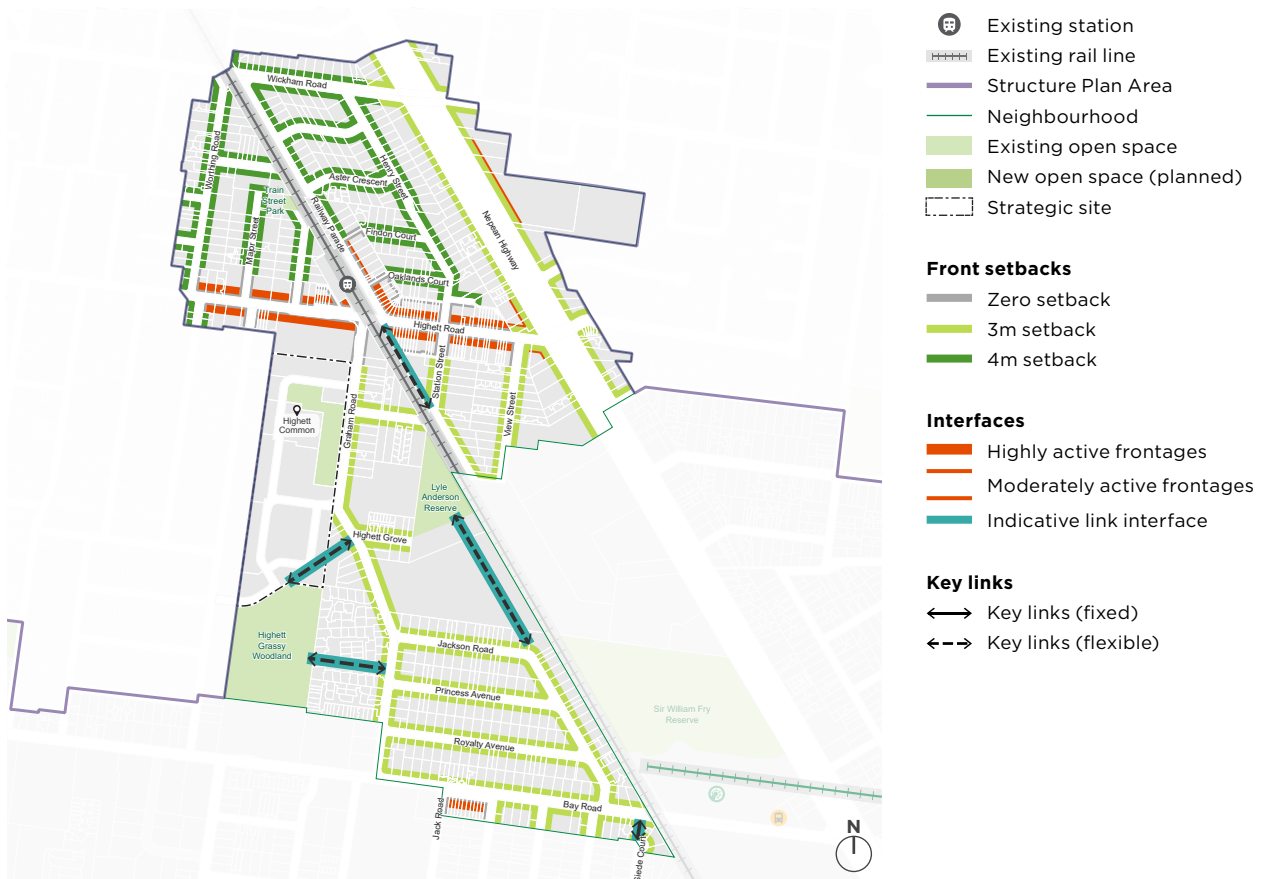 Wickham Road
Worthing Road
Henry Street
Aster Crescent
Train
Street
Park
Railway Parade
Major Street
Findon Court
Nepean Highway
Oaklands Court
Highett Road
Station Street
View Street
Graham Road
Highett
Common
Lyle
Anderson
Reserve
Highett Grove
Highett
Grassy
Woodland
Jackson Road
Princess Avenue
Sir William Fry
Reserve
Royalty Avenue
Bay Road
Jack Road
Siede Court
N
Existing station
Existing rail line
Structure Plan Area
Neighbourhood
Existing open space
New open space (planned)
Strategic site
Front setbacks
Zero setback
3m setback
4m setback
Interfaces
Highly active frontages
Moderately active frontages
Indicative link interface
Key links
Key links (fixed)
Key links (flexible)